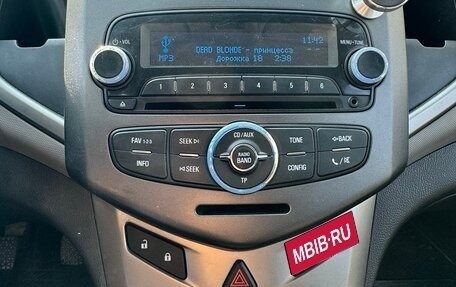 11:42
DEAD BLONDE - принцесса
MP3
Дорожка 18 2:38
VOL
MENU-TUNE
1 2 3 4 5 6
FAV 1·2·3
SEEK
CD/AUX
TONE
BACK
INFO
SEEK
RADIO
BAND
CONFIG
TP
MBIB.RU